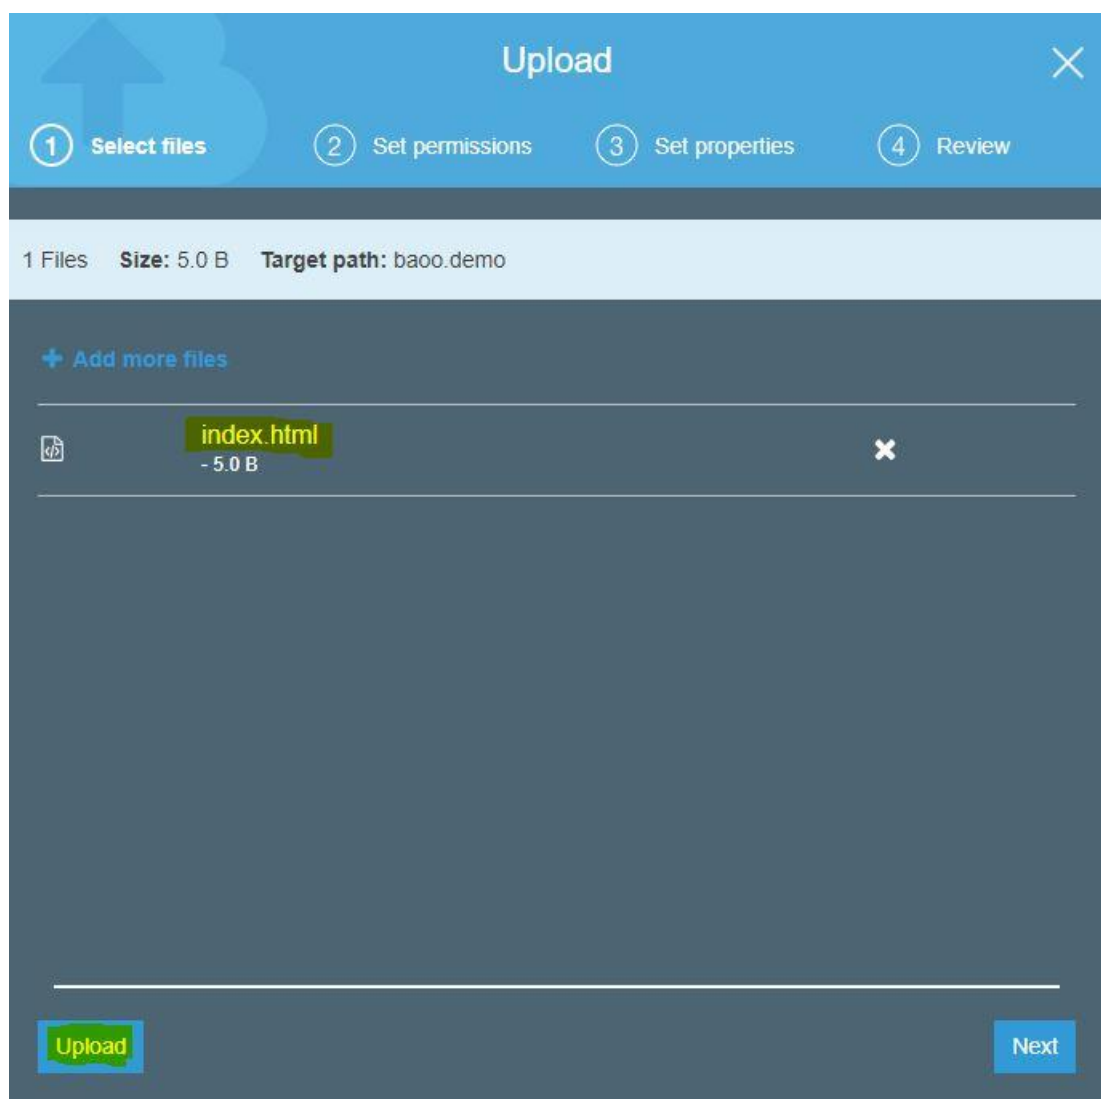 Upload
1 Select files 2 Set permissions 3 Set properties 4 Review
1 Files Size: 5.0 B Target path: baoo.demo
Add more files
index.html
- 5.0 B
Upload Next